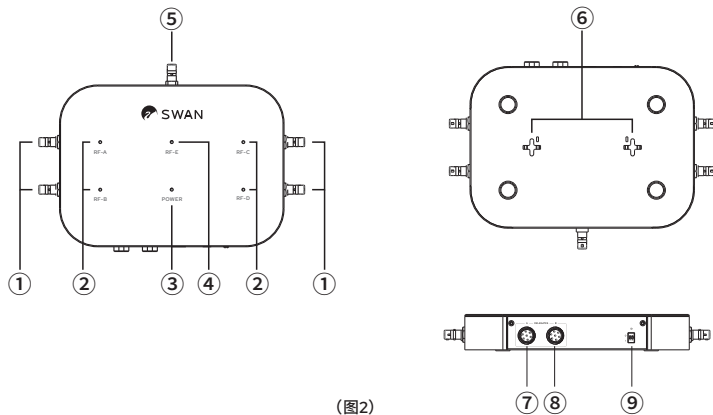 ⑤
⑥
SWAN
RF-A RF-E RF-C
RF-B POWER RF-D
① ② ③ ④ ② ①
⑦ ⑧ ⑨
(图2)